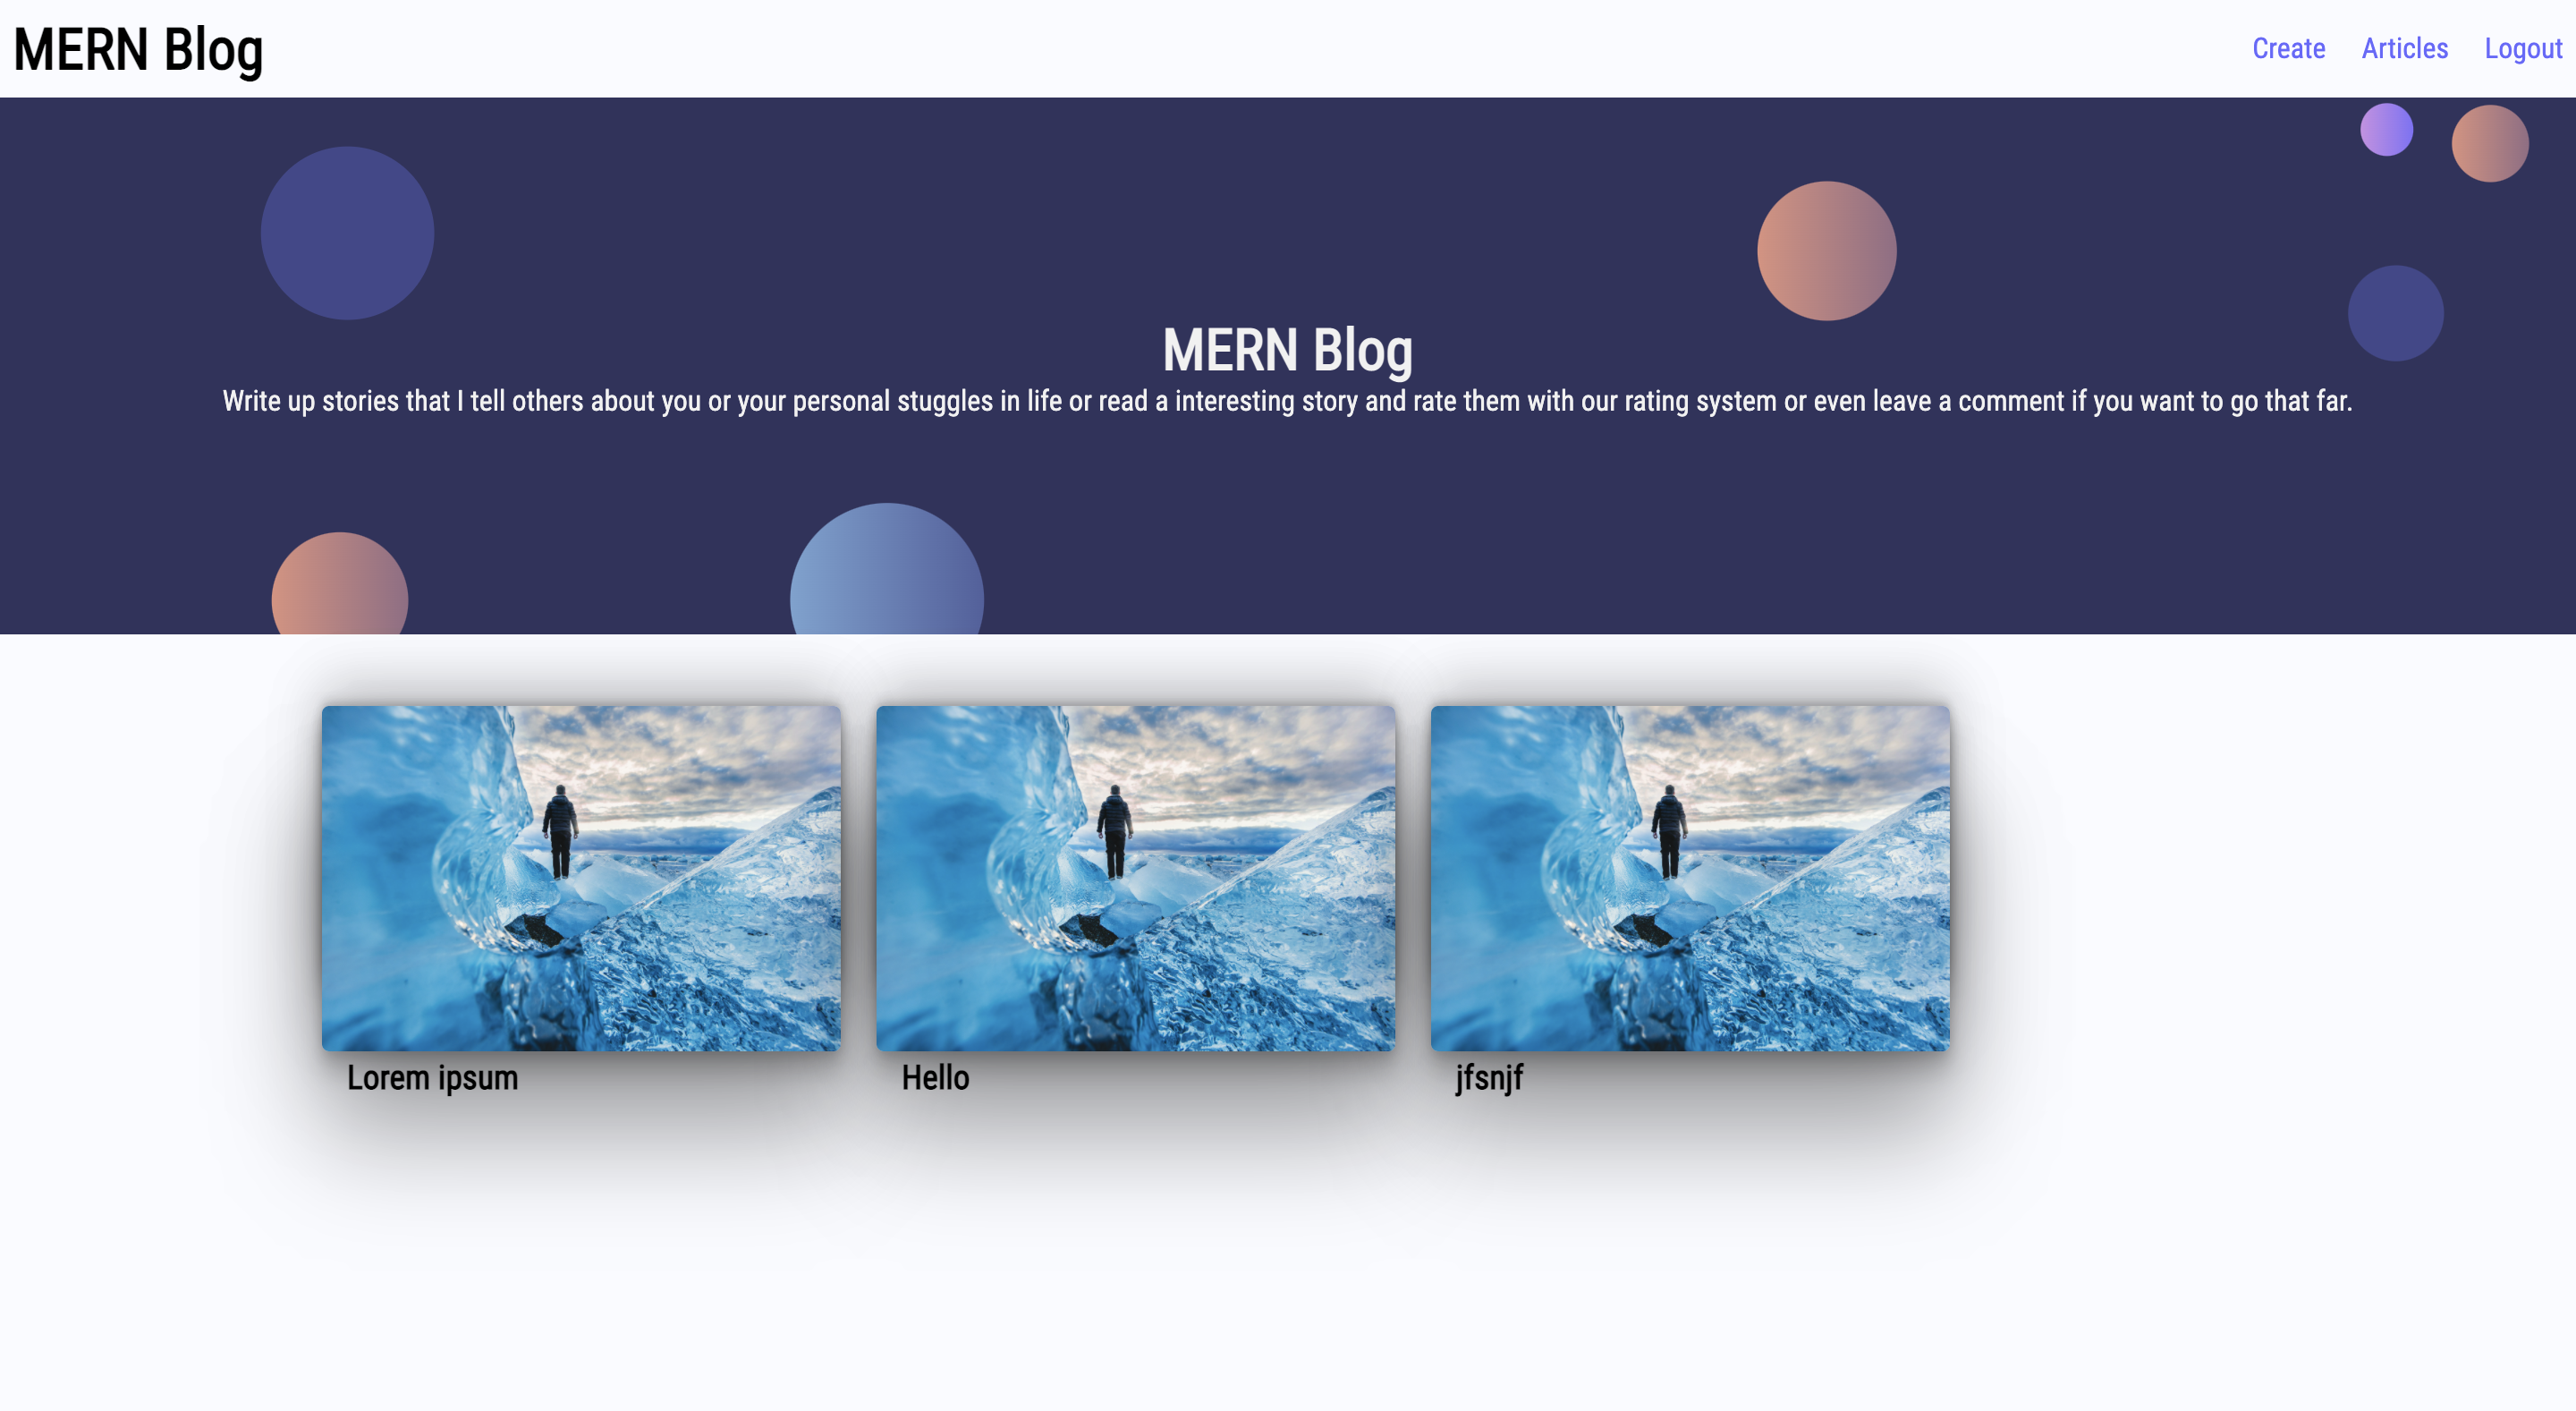 MERN Blog
Create Articles Logout
MERN Blog
Write up stories that I tell others about you or your personal stuggles in life or read a interesting story and rate them with our rating system or even leave a comment if you want to go that far.
Lorem ipsum
Hello
jfsnjf